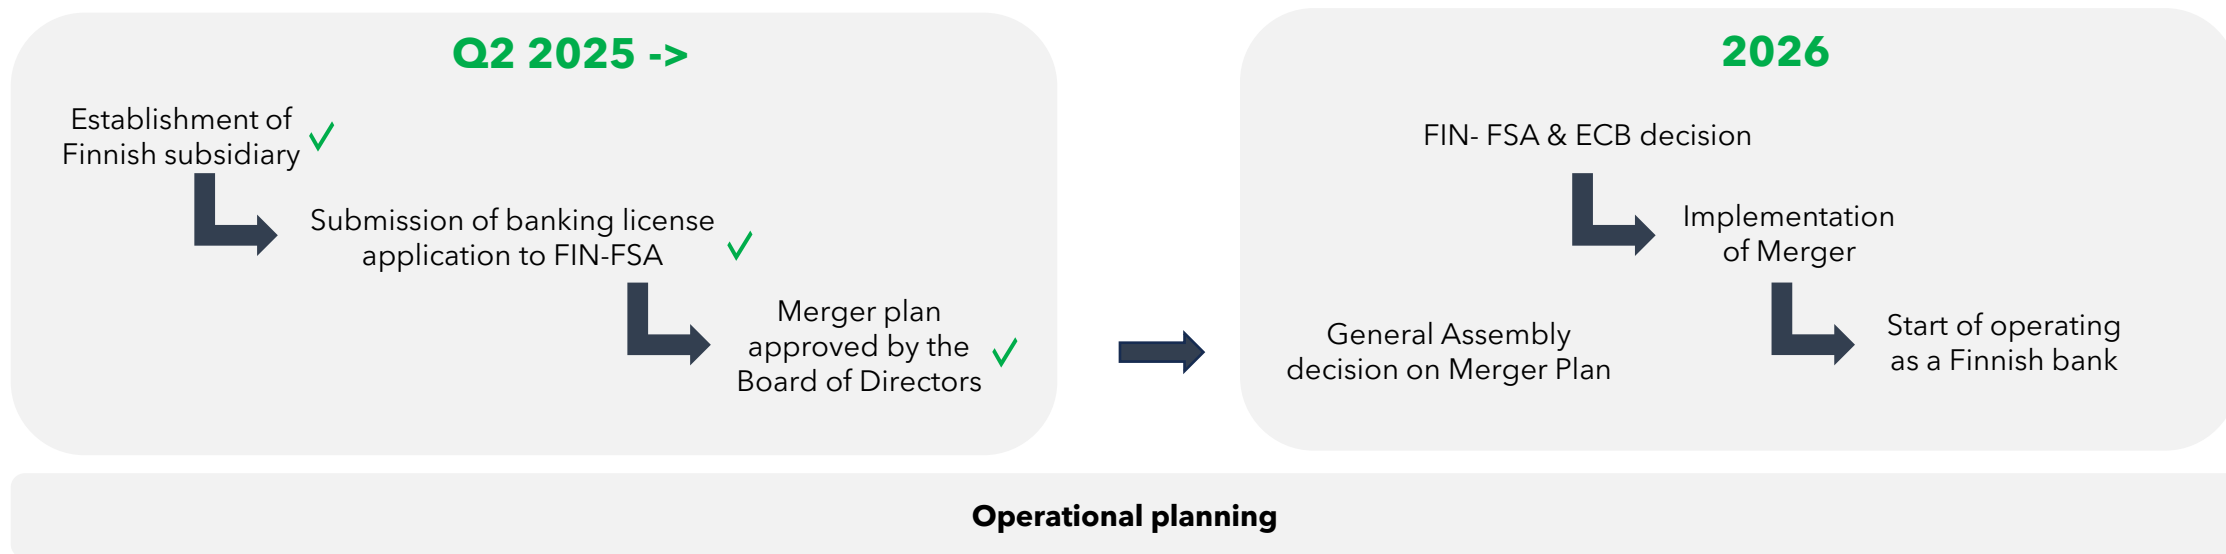 Q2 2025 ->
Establishment of
Finnish subsidiary
Submission of banking license
application to FIN-FSA
Merger plan
approved by the
Board of Directors
2026
FIN- FSA & ECB decision
Implementation
of Merger
General Assembly
decision on Merger Plan
Start of operating
as a Finnish bank
Operational planning